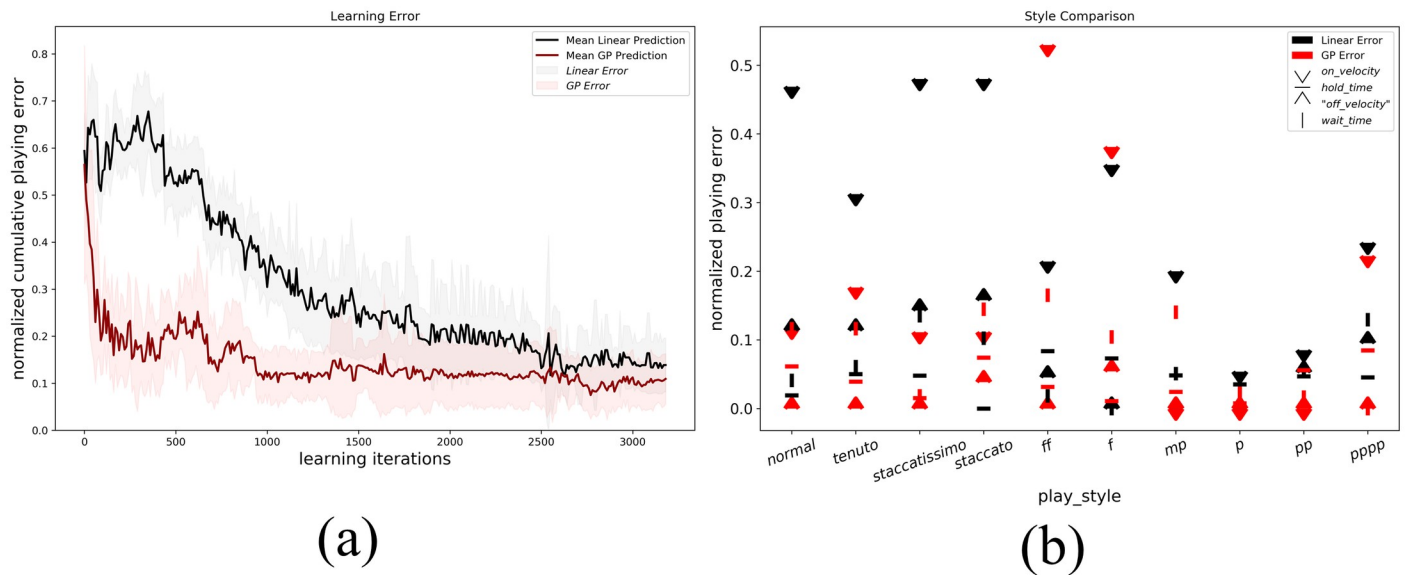 Learning Error
Mean Linear Prediction
Mean GP Prediction
Linear Error
GP Error
normalized cumulative playing error
0.8
0.7
0.6
0.5
0.4
0.3
0.2
0.1
0.0
0 500 1000 1500 2000 2500 3000
learning iterations
(a)
Style Comparison
Linear Error
GP Error
on_velocity
hold_time
"off_velocity"
wait_time
normalized playing error
0.5
0.4
0.3
0.2
0.1
0.0
normal tenuto staccatissimo staccato ff f mp p pp pppp
play_style
(b)